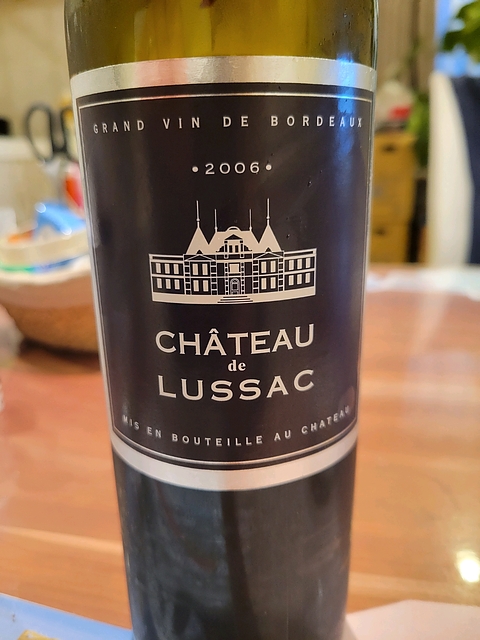 GRAND VIN DE BORDEAUX
•2006•
CHÂTEAU
de
LUSSAC
MIS EN BOUTEILLE AU CHATEAU